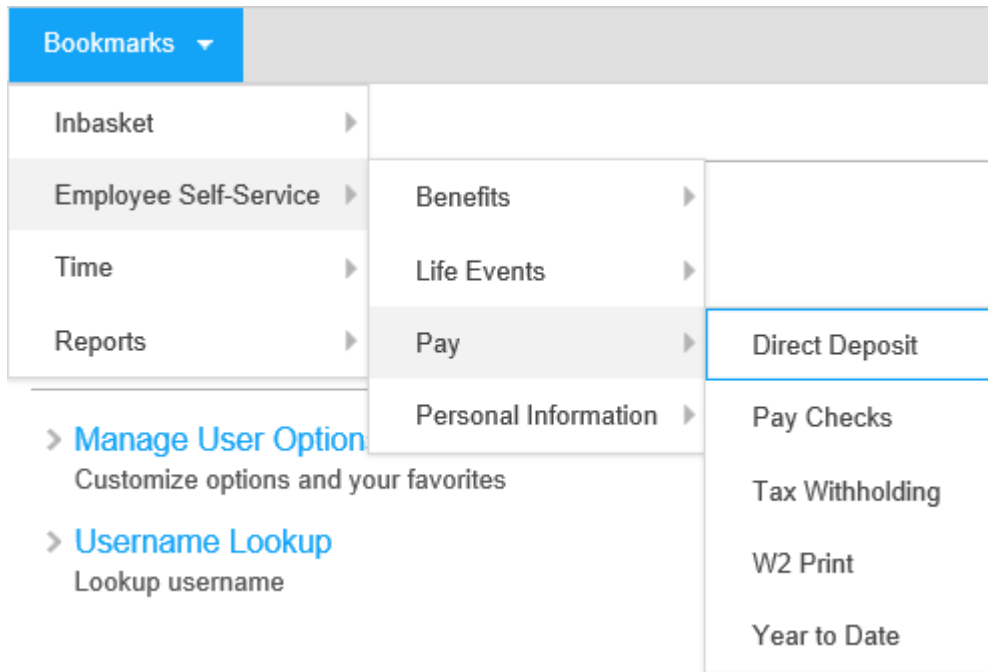 Bookmarks
Inbasket
Employee Self-Service
Time
Reports
Benefits
Life Events
Pay
Personal Information
Direct Deposit
Pay Checks
Tax Withholding
W2 Print
Year to Date
Manage User Option
Customize options and your favorites
Username Lookup
Lookup username